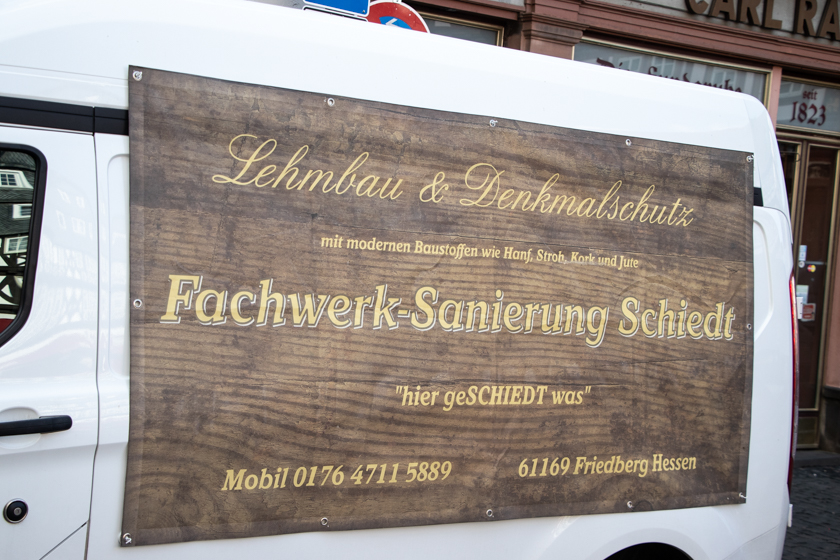 CARL RA
seit
1823
Lehmbau & Denkmalschutz
mit modernen Baustoffen wie Hanf, Stroh, Kork und Jute
Fachwerk-Sanierung Schiedt
"hier geSCHIEDT was"
Mobil 0176 4711 5889
61169 Friedberg Hessen